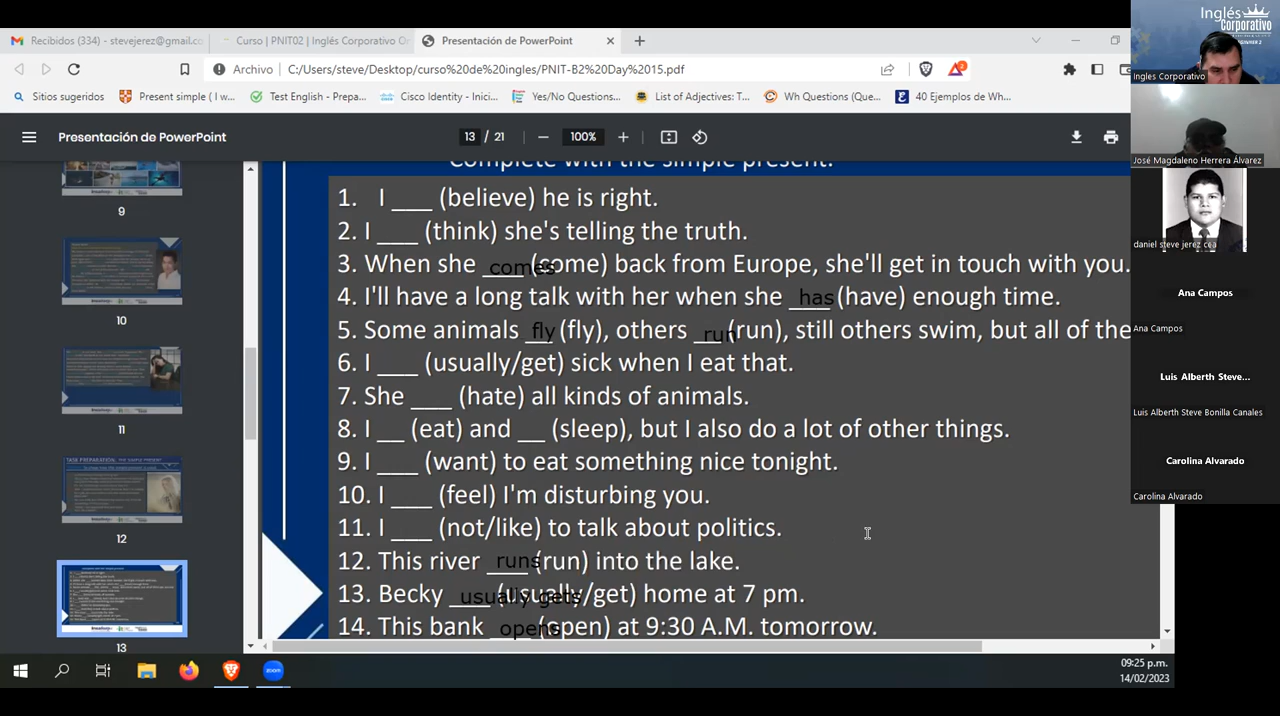 Recibidos (334) - stevejerez@gmail.co
Curso | PNIT02 | Inglés Corporativo O
Presentación de PowerPoint
Archivo
C:/Users/steve/Desktop/curso%20de%20ingles/PNIT-B2%20Day%2015.pdf
2
Sitios sugeridos
Present simple ( I w...
Test English - Prepa...
Cisco Identity - Inici...
Yes/No Questions...
List of Adjectives: T...
Wh Questions (Que...
40 Ejemplos de Wh...
Presentación de PowerPoint
13 / 21
100%
9
10
11
12
13
Complete with the simple present.
1. I ___ (believe) he is right.
2. I ___ (think) she's telling the truth.
3. When she ___ comes (come) back from Europe, she'll get in touch with you.
4. I'll have a long talk with her when she has (have) enough time.
5. Some animals fly (fly), others run (run), still others swim, but all of the
6. I ___ (usually/get) sick when I eat that.
7. She ___ (hate) all kinds of animals.
8. I __ (eat) and __ (sleep), but I also do a lot of other things.
9. I ___ (want) to eat something nice tonight.
10. I ___ (feel) I'm disturbing you.
11. I ___ (not/like) to talk about politics.
12. This river runs (run) into the lake.
13. Becky usually gets (usually/get) home at 7 pm.
14. This bank opens (open) at 9:30 A.M. tomorrow.
Inglés
Corporativo
Ingles Corporativo
José Magdaleno Herrera Álvarez
daniel steve jerez cea
Ana Campos
Ana Campos
Luis Alberth Steve...
Luis Alberth Steve Bonilla Canales
Carolina Alvarado
Carolina Alvarado
zoom
09:25 p.m.
14/02/2023